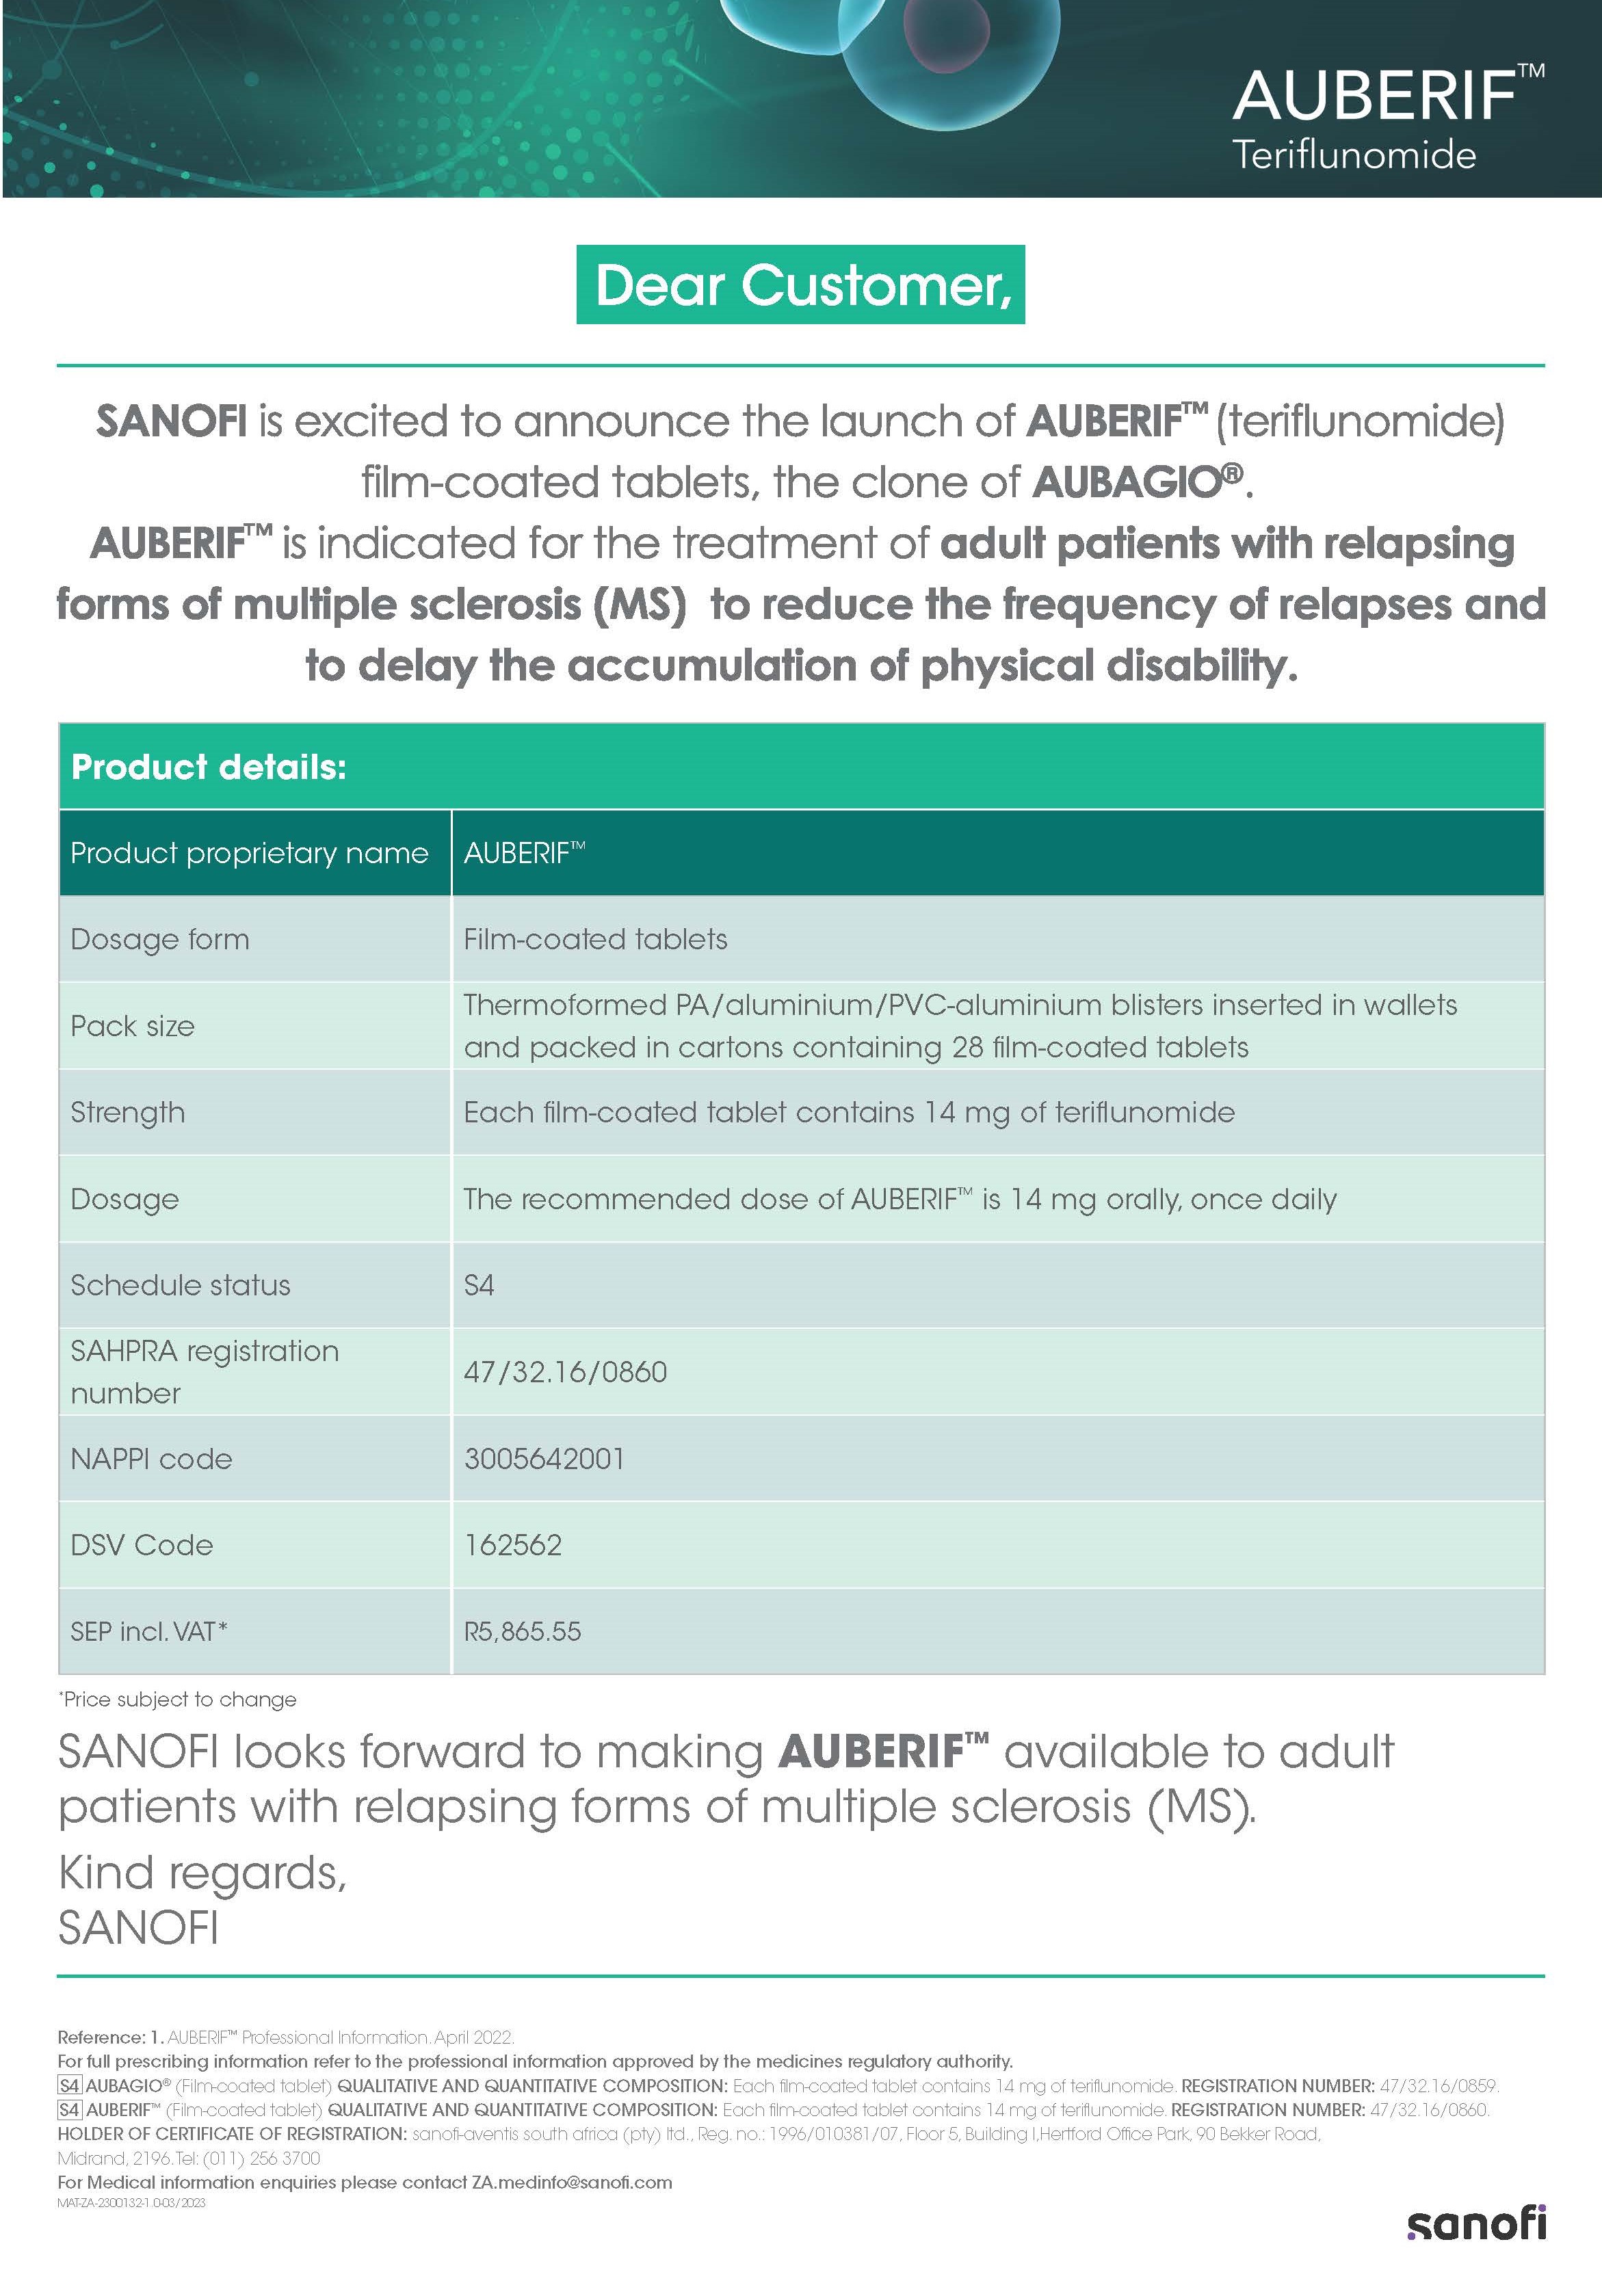 AUBERIF™
Teriflunomide
Dear Customer,
SANOFI is excited to announce the launch of AUBERIF™ (teriflunomide)
film-coated tablets, the clone of AUBAGIO®.
AUBERIF™ is indicated for the treatment of adult patients with relapsing
forms of multiple sclerosis (MS) to reduce the frequency of relapses and
to delay the accumulation of physical disability.
Product details:
Product proprietary name AUBERIF™
Dosage form Film-coated tablets
Pack size Thermoformed PA/aluminium/PVC-aluminium blisters inserted in wallets
and packed in cartons containing 28 film-coated tablets
Strength Each film-coated tablet contains 14 mg of teriflunomide
Dosage The recommended dose of AUBERIF™ is 14 mg orally, once daily
Schedule status S4
SAHPRA registration
number 47/32.16/0860
NAPPI code 3005642001
DSV Code 162562
SEP incl. VAT* R5,865.55
*Price subject to change
SANOFI looks forward to making AUBERIF™ available to adult
patients with relapsing forms of multiple sclerosis (MS).
Kind regards,
SANOFI
Reference: 1. AUBERIF™ Professional Information. April 2022.
For full prescribing information refer to the professional information approved by the medicines regulatory authority.
S4 AUBAGIO® (Film-coated tablet) QUALITATIVE AND QUANTITATIVE COMPOSITION: Each film-coated tablet contains 14 mg of teriflunomide. REGISTRATION NUMBER: 47/32.16/0859.
S4 AUBERIF™ (Film-coated tablet) QUALITATIVE AND QUANTITATIVE COMPOSITION: Each film-coated tablet contains 14 mg of teriflunomide. REGISTRATION NUMBER: 47/32.16/0860.
HOLDER OF CERTIFICATE OF REGISTRATION: sanofi-aventis south africa (pty) ltd., Reg. no.: 1996/010381/07, Floor 5, Building I,Hertford Office Park, 90 Bekker Road,
Midrand, 2196. Tel: (011) 256 3700
For Medical information enquiries please contact ZA.medinfo@sanofi.com
MAT-ZA-2300132-1.0-03/2023
sanofi